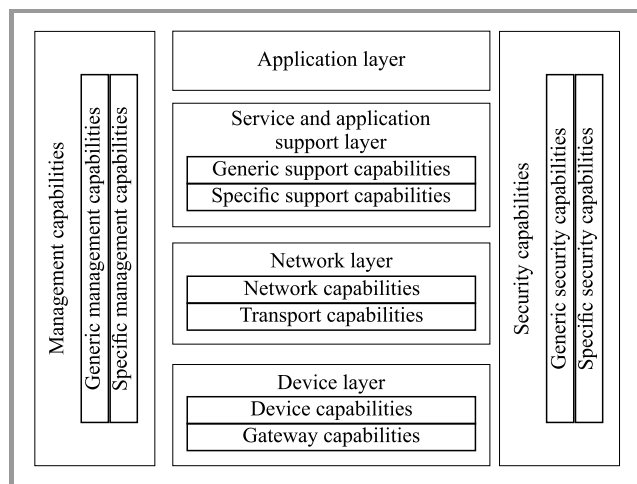 Management capabilities
Generic management capabilities
Specific management capabilities
Application layer
Service and application
support layer
Generic support capabilities
Specific support capabilities
Network layer
Network capabilities
Transport capabilities
Device layer
Device capabilities
Gateway capabilities
Security capabilities
Generic security capabilities
Specific security capabilities